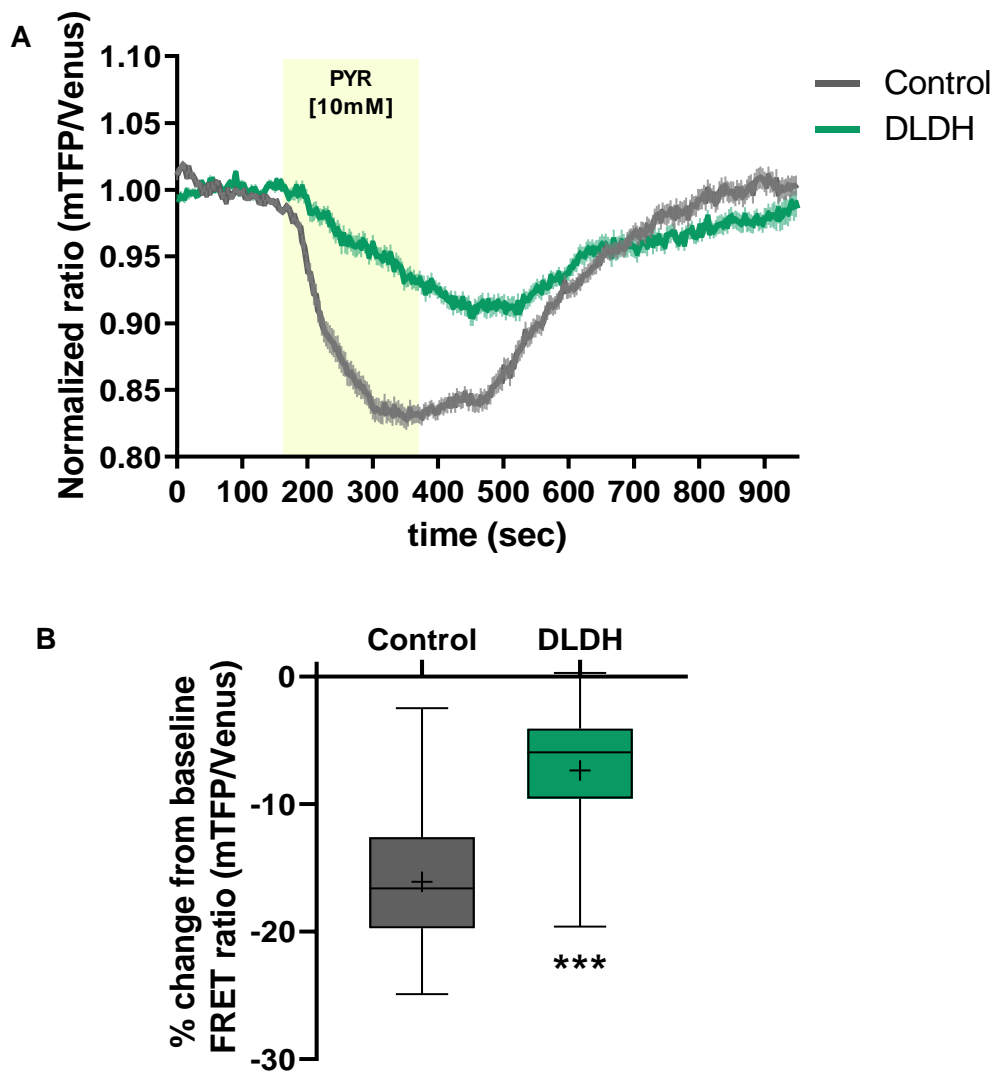 A
Normalized ratio (mTFP/Venus)
1.10
1.05
1.00
0.95
0.90
0.85
0.80
PYR
[10mM]
Control
DLDH
0 100 200 300 400 500 600 700 800 900
time (sec)
B
Control DLDH
% change from baseline
FRET ratio (mTFP/Venus)
0
-10
-20
-30
***